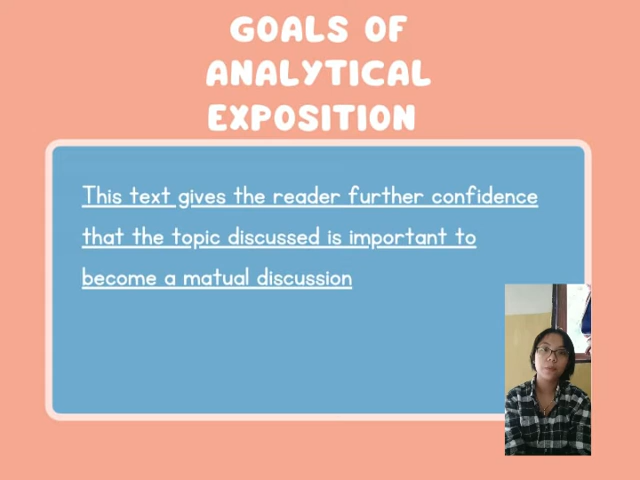 GOALS OF
ANALYTICAL
EXPOSITION
This text gives the reader further confidence
that the topic discussed is important to
become a matual discussion